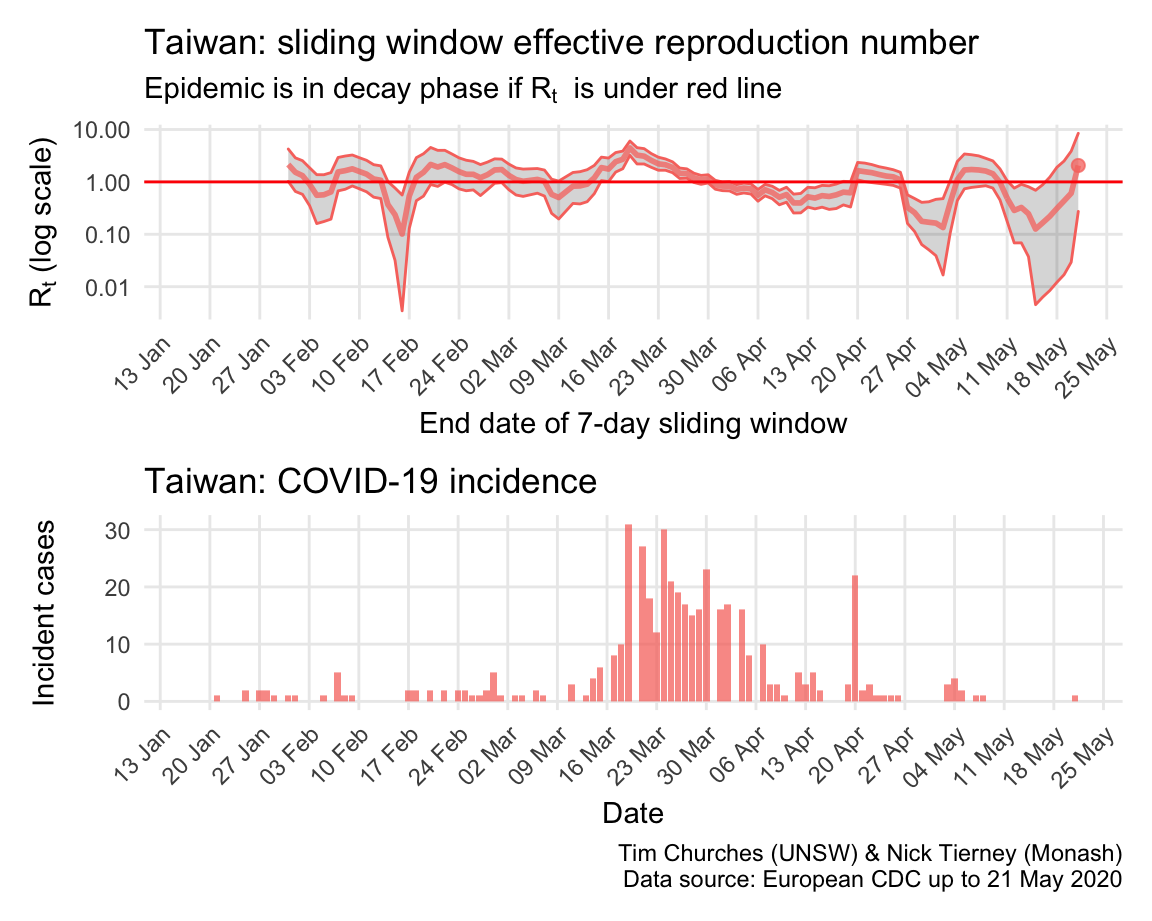 Taiwan: sliding window effective reproduction number
Epidemic is in decay phase if Rt is under red line
Rt (log scale)
10.00
1.00
0.10
0.01
13 Jan
20 Jan
27 Jan
03 Feb
10 Feb
17 Feb
24 Feb
02 Mar
09 Mar
16 Mar
23 Mar
30 Mar
06 Apr
13 Apr
20 Apr
27 Apr
04 May
11 May
18 May
25 May
End date of 7-day sliding window
Taiwan: COVID-19 incidence
Incident cases
30
20
10
0
13 Jan
20 Jan
27 Jan
03 Feb
10 Feb
17 Feb
24 Feb
02 Mar
09 Mar
16 Mar
23 Mar
30 Mar
06 Apr
13 Apr
20 Apr
27 Apr
04 May
11 May
18 May
25 May
Date
Tim Churches (UNSW) & Nick Tierney (Monash)
Data source: European CDC up to 21 May 2020